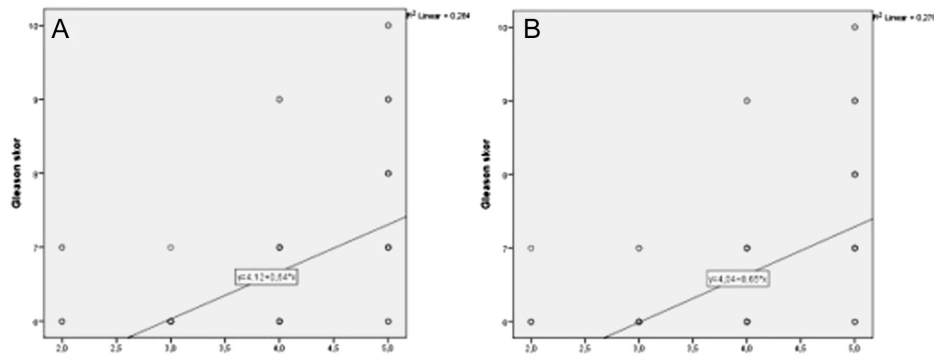 A
R² Linear = 0,284
10
9
8
7
6
Gleason skor
y=4,12+0,64*x
2,0 2,5 3,0 3,5 4,0 4,5 5,0
B
R² Linear = 0,276
10
9
8
7
6
Gleason skor
y=4,04+0,65*x
2,0 2,5 3,0 3,5 4,0 4,5 5,0